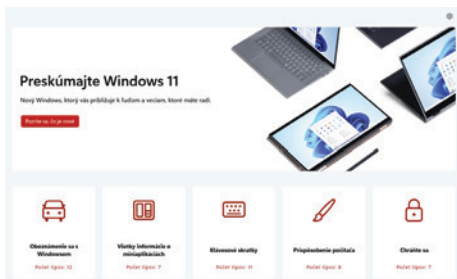 Preskúmajte Windows 11
Nový Windows, ktorý vás približuje k ľuďom a veciam, ktoré máte radi.
Pozrite sa, čo je nové
Oboznámenie sa s
Windowsom
Počet tipov: 12
Všetky informácie o
miniaplikáciách
Počet tipov: 7
Klávesové skratky
Počet tipov: 11
Prispôsobenie počítača
Počet tipov: 8
Chráňte sa
Počet tipov: 7